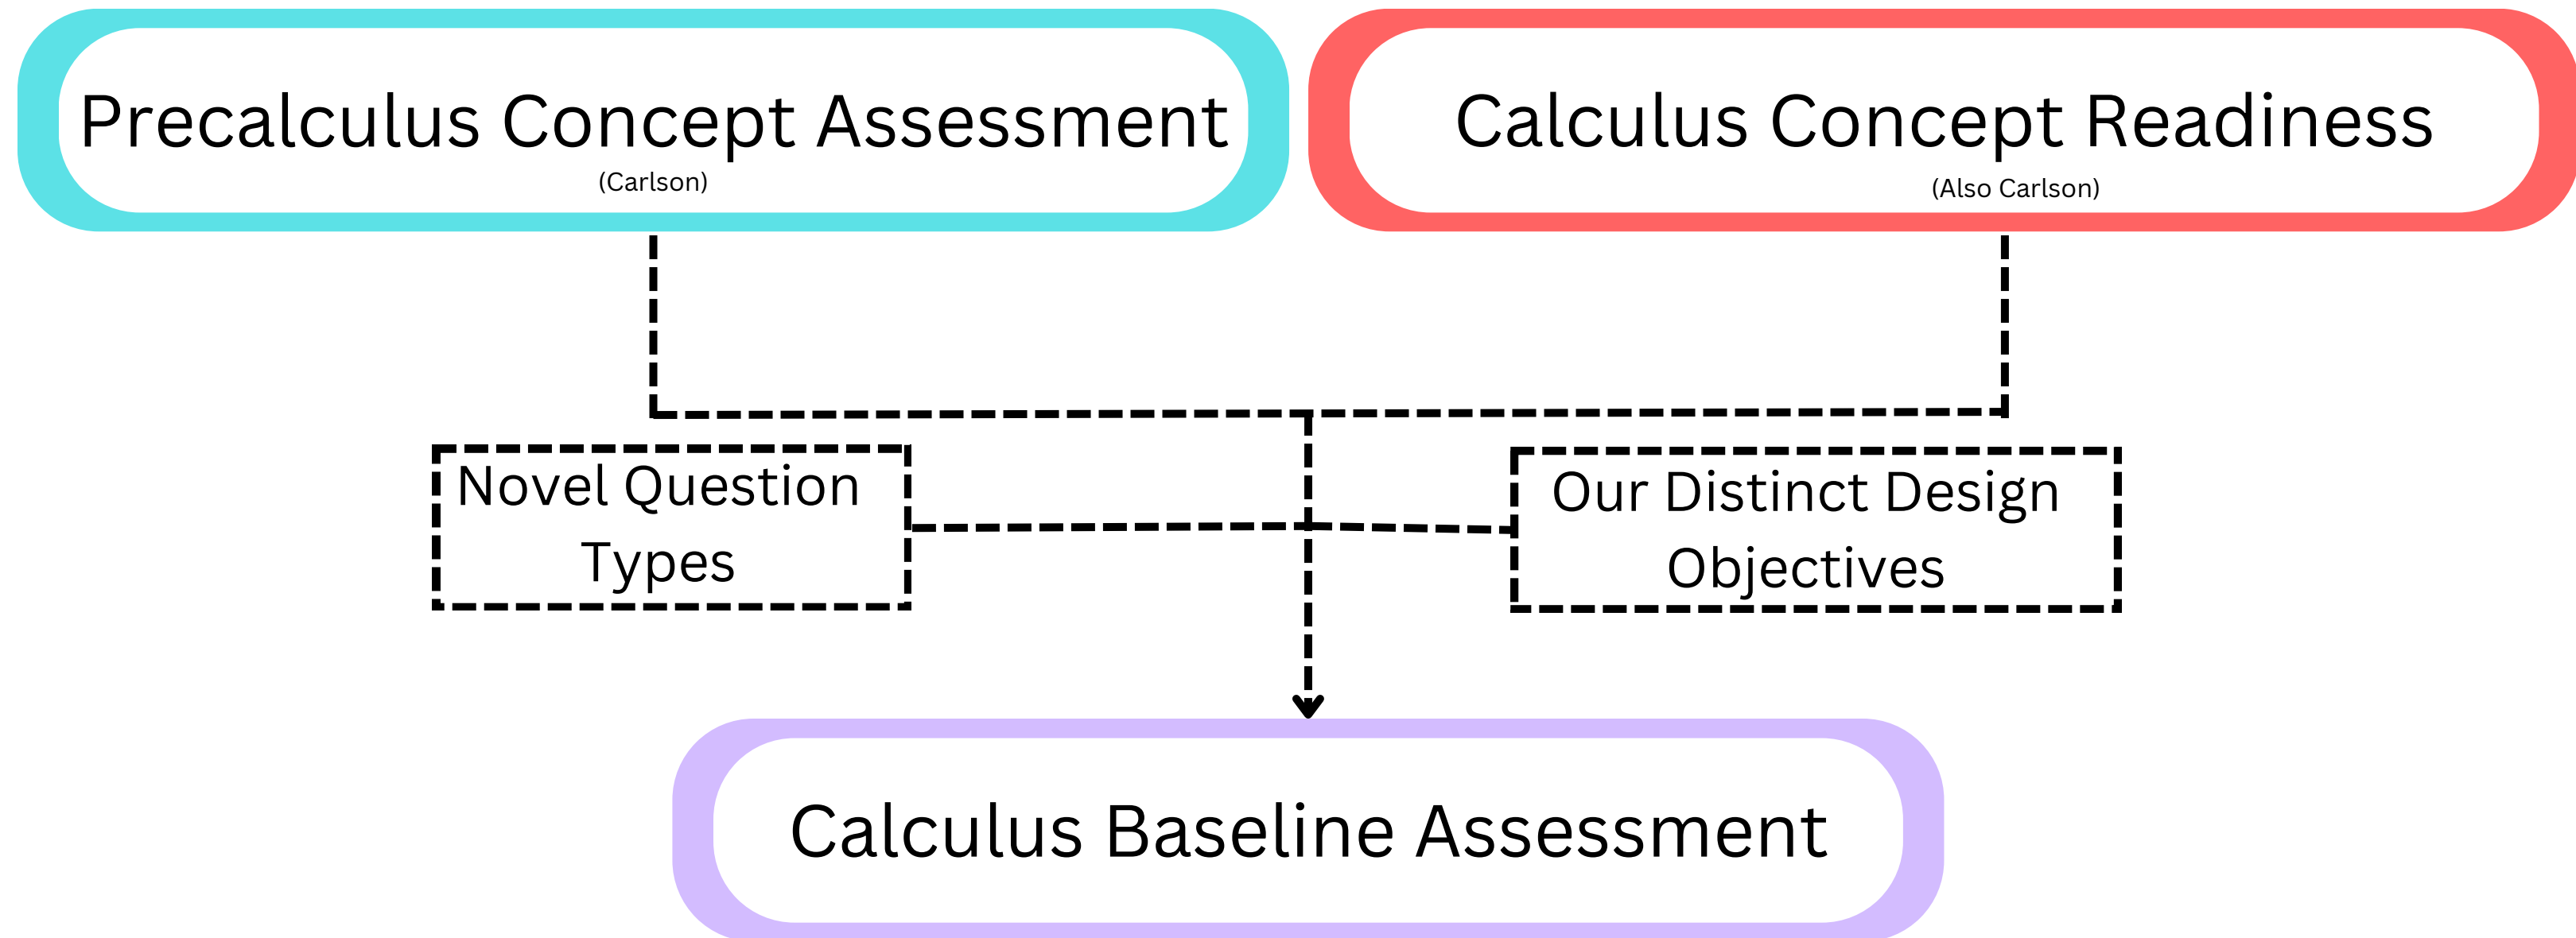 Precalculus Concept Assessment
(Carlson)
Calculus Concept Readiness
(Also Carlson)
Novel Question
Types
Our Distinct Design
Objectives
Calculus Baseline Assessment